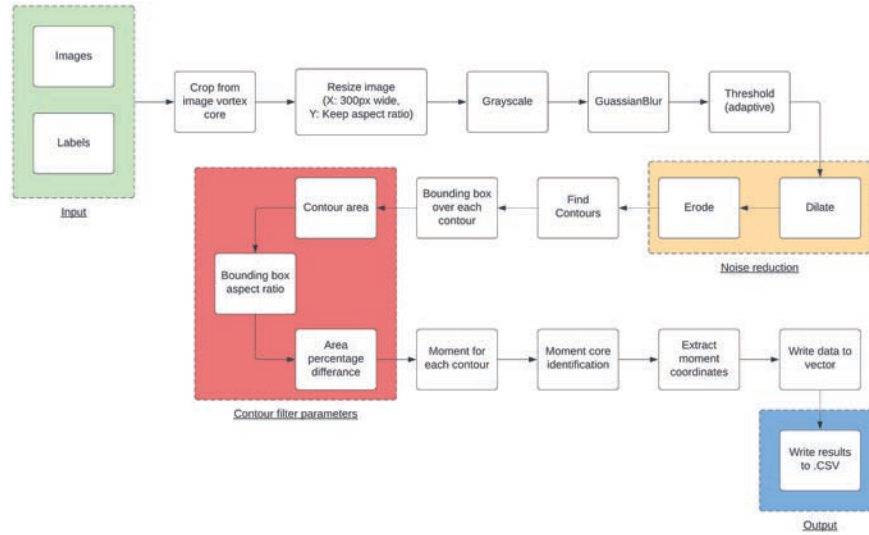 Images
Labels
Input
Crop from
image vortex
core
Resize image
(X: 300px wide,
Y: Keep aspect ratio)
Grayscale
GuassianBlur
Threshold
(adaptive)
Dilate
Erode
Noise reduction
Find
Contours
Bounding box
over each
contour
Contour area
Bounding box
aspect ratio
Area
percentage
differance
Contour filter parameters
Moment for
each contour
Moment core
identification
Extract
moment
coordinates
Write data to
vector
Write results
to .CSV
Output